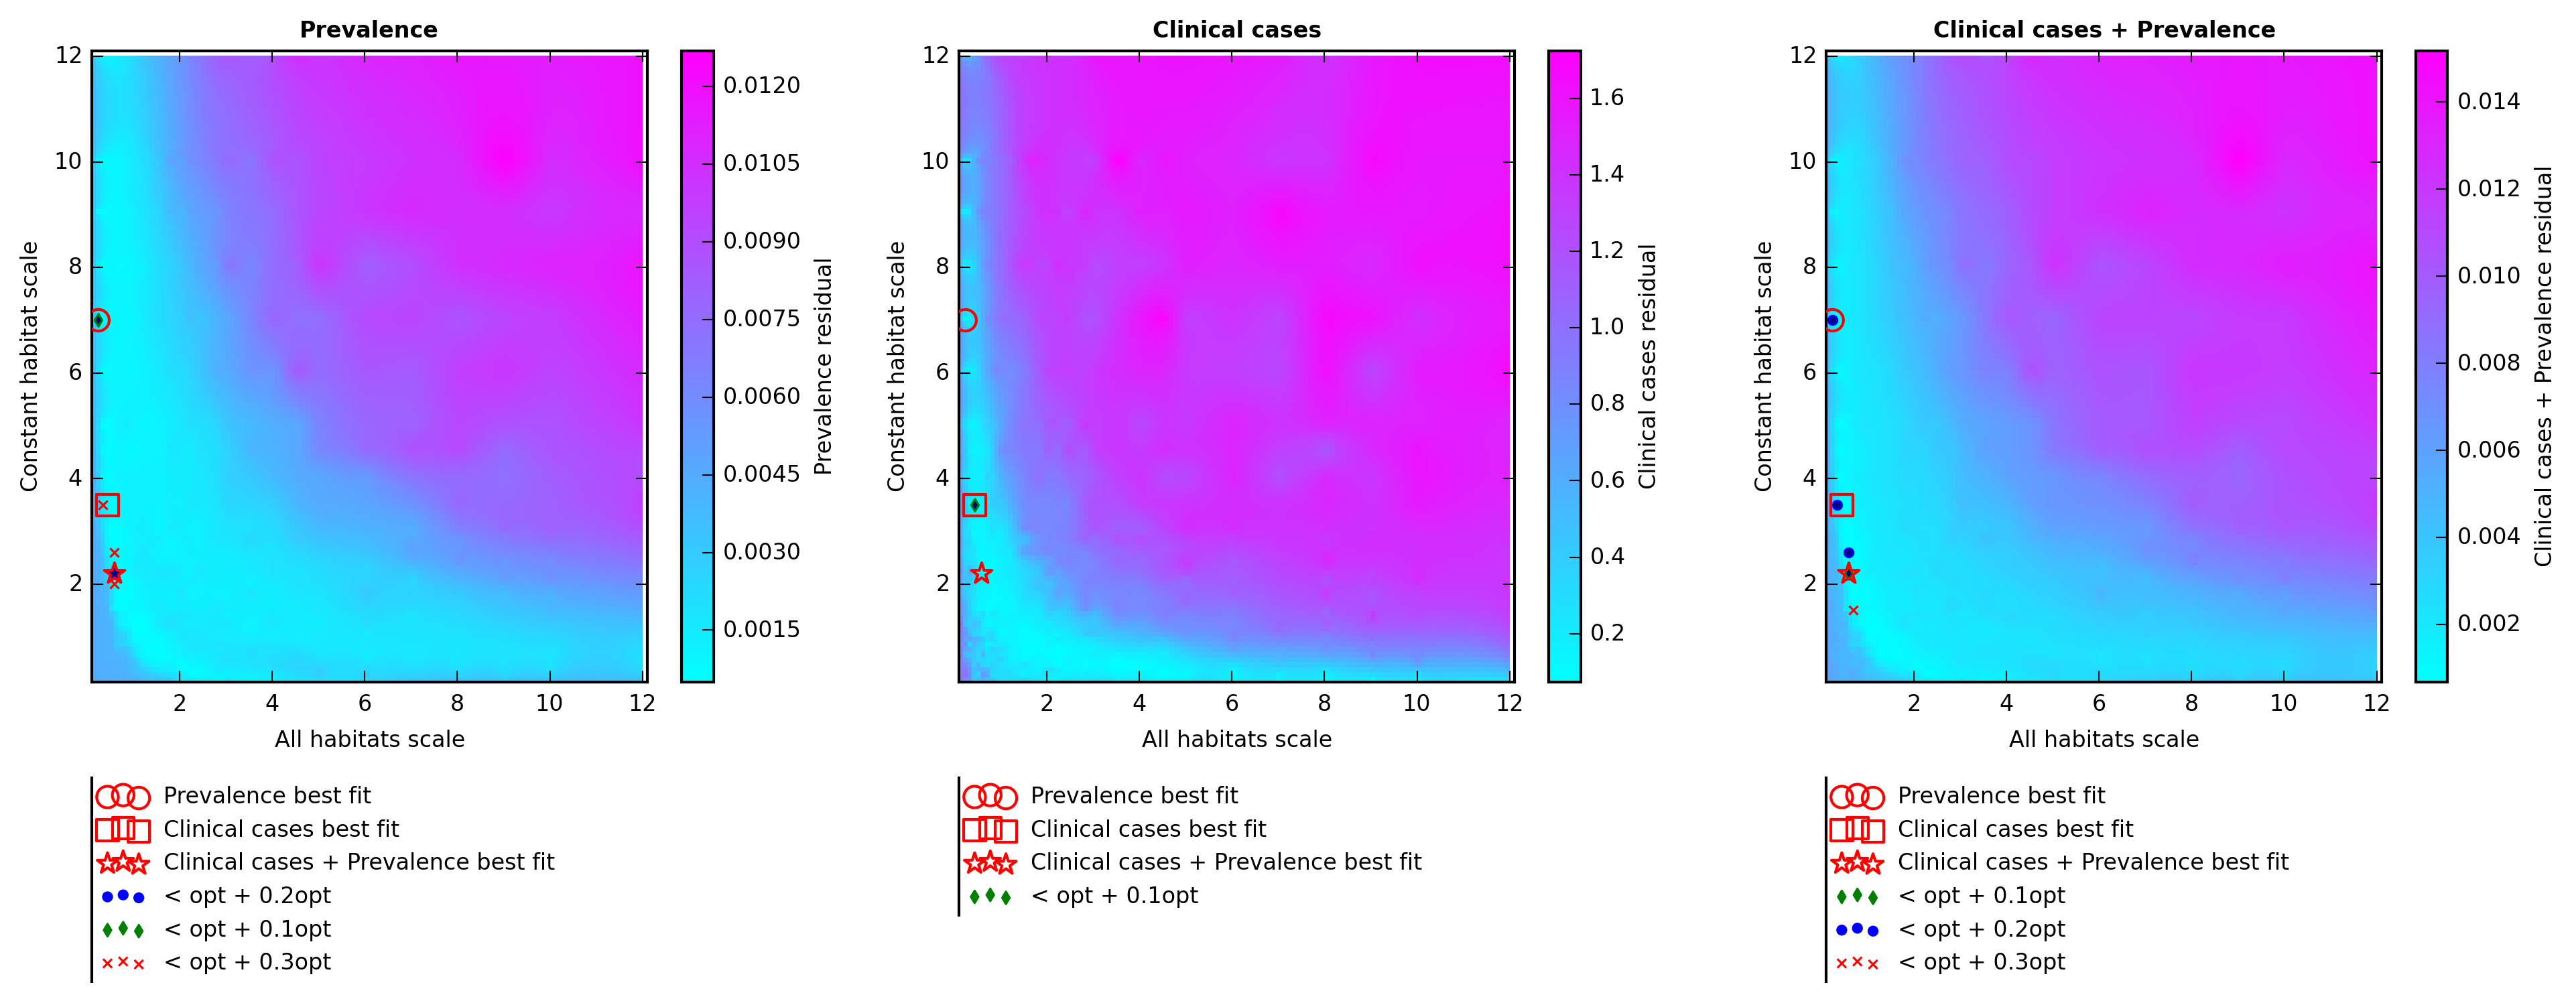 Prevalence
12
10
8
6
4
2
2 4 6 8 10 12
Constant habitat scale
All habitats scale
0.0120
0.0105
0.0090
0.0075
0.0060
0.0045
0.0030
0.0015
Prevalence residual
Prevalence best fit
Clinical cases best fit
Clinical cases + Prevalence best fit
< opt + 0.2opt
< opt + 0.1opt
< opt + 0.3opt
Clinical cases
12
10
8
6
4
2
2 4 6 8 10 12
Constant habitat scale
All habitats scale
1.6
1.4
1.2
1.0
0.8
0.6
0.4
0.2
Clinical cases residual
Prevalence best fit
Clinical cases best fit
Clinical cases + Prevalence best fit
< opt + 0.1opt
Clinical cases + Prevalence
12
10
8
6
4
2
2 4 6 8 10 12
Constant habitat scale
All habitats scale
0.014
0.012
0.010
0.008
0.006
0.004
0.002
Clinical cases + Prevalence residual
Prevalence best fit
Clinical cases best fit
Clinical cases + Prevalence best fit
< opt + 0.1opt
< opt + 0.2opt
< opt + 0.3opt